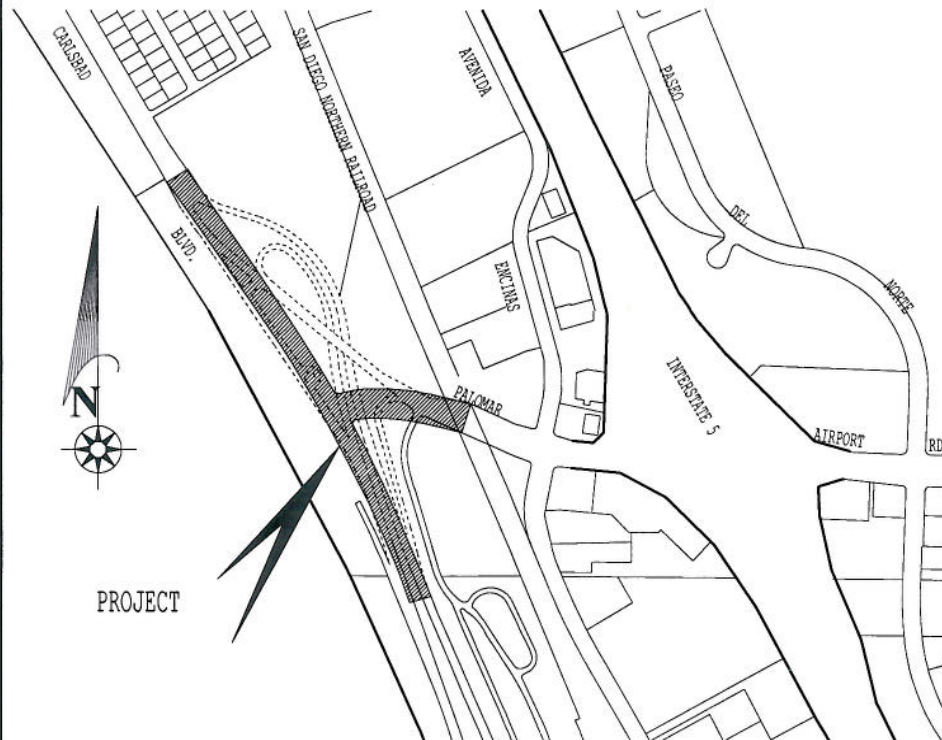 CARLSBAD
BLVD.
SAN DIEGO NORTHERN RAILROAD
AVENIDA
ENCINAS
PASEO
DEL
NORTE
INTERSTATE 5
PALOMAR
AIRPORT
RD
N
PROJECT